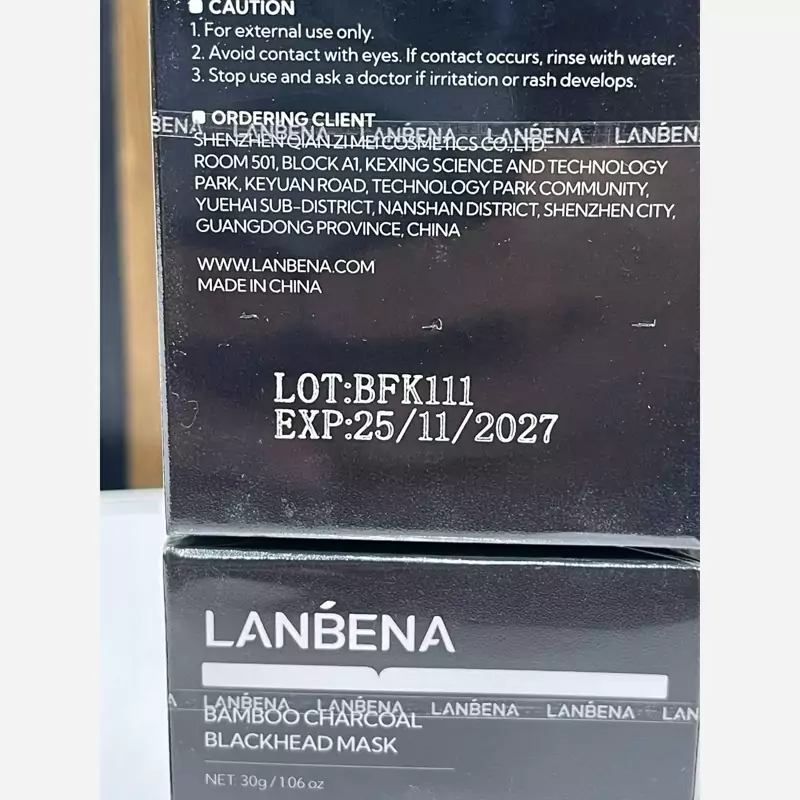 CAUTION
1. For external use only.
2. Avoid contact with eyes. If contact occurs, rinse with water.
3. Stop use and ask a doctor if irritation or rash develops.
ORDERING CLIENT
BENA LANBENA LANBENA LANBENA LANBEN
SHENZHEN QIAN ZI MEI COSMETICS CO.,LTD.
ROOM 501, BLOCK A1, KEXING SCIENCE AND TECHNOLOGY
PARK, KEYUAN ROAD, TECHNOLOGY PARK COMMUNITY,
YUEHAI SUB-DISTRICT, NANSHAN DISTRICT, SHENZHEN CITY,
GUANGDONG PROVINCE, CHINA
WWW.LANBENA.COM
MADE IN CHINA
LOT:BFK111
EXP:25/11/2027
LANBENA
A LANBENA LANBENA LANBENA LANBENA LAN
BAMBOO CHARCOAL
BLACKHEAD MASK
NET. 30g / 1.06 oz